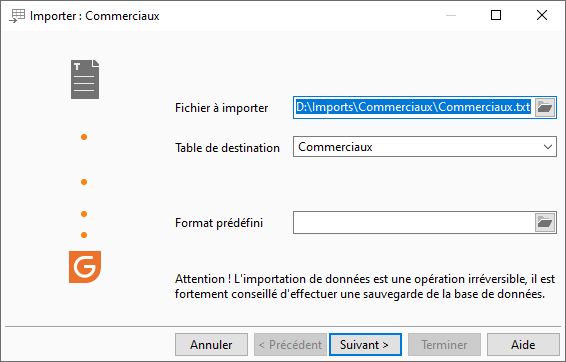 Importer : Commerciaux
T
Fichier à importer
D:\Imports\Commerciaux\Commerciaux.txt
Table de destination
Commerciaux
Format prédéfini
G
Attention ! L'importation de données est une opération irréversible, il est
fortement conseillé d'effectuer une sauvegarde de la base de données.
Annuler
< Précédent
Suivant >
Terminer
Aide